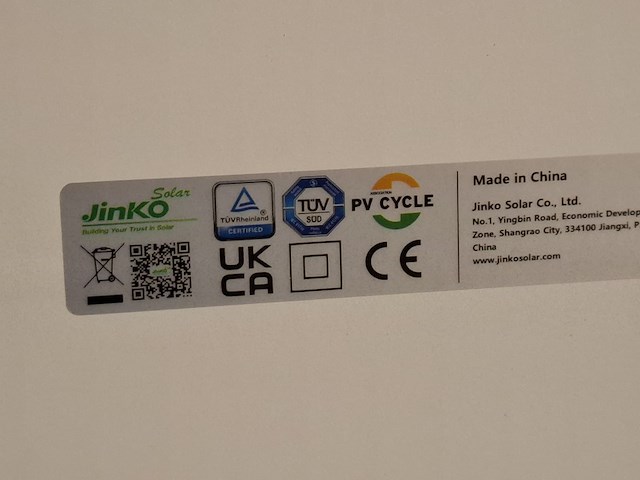 Solar
JinKO
Building Your Trust in Solar
TÜVRheinland®
CERTIFIED
TÜV
SÜD
PV CYCLE
UK
CA
CE
Made in China
Jinko Solar Co., Ltd.
No.1, Yingbin Road, Economic Develop
Zone, Shangrao City, 334100 Jiangxi, P
China
www.jinkosolar.com